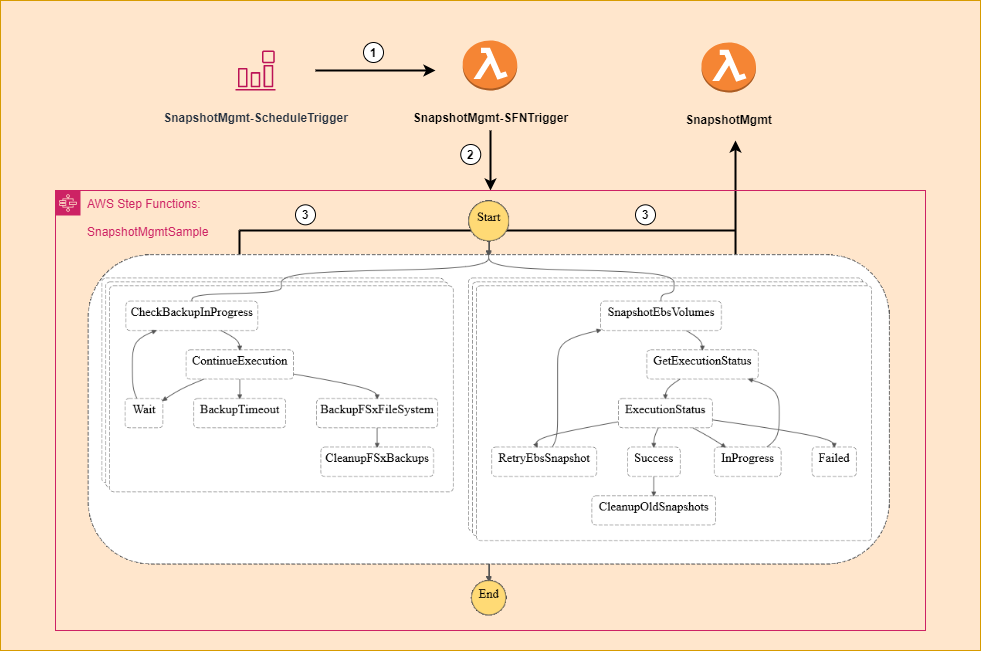 1
SnapshotMgmt-ScheduleTrigger
SnapshotMgmt-SFNTrigger
SnapshotMgmt
2
AWS Step Functions:
SnapshotMgmtSample
3
Start
3
CheckBackupInProgress
SnapshotEbsVolumes
ContinueExecution
GetExecutionStatus
Wait
BackupTimeout
BackupFSxFileSystem
ExecutionStatus
CleanupFSxBackups
RetryEbsSnapshot
Success
InProgress
Failed
CleanupOldSnapshots
End